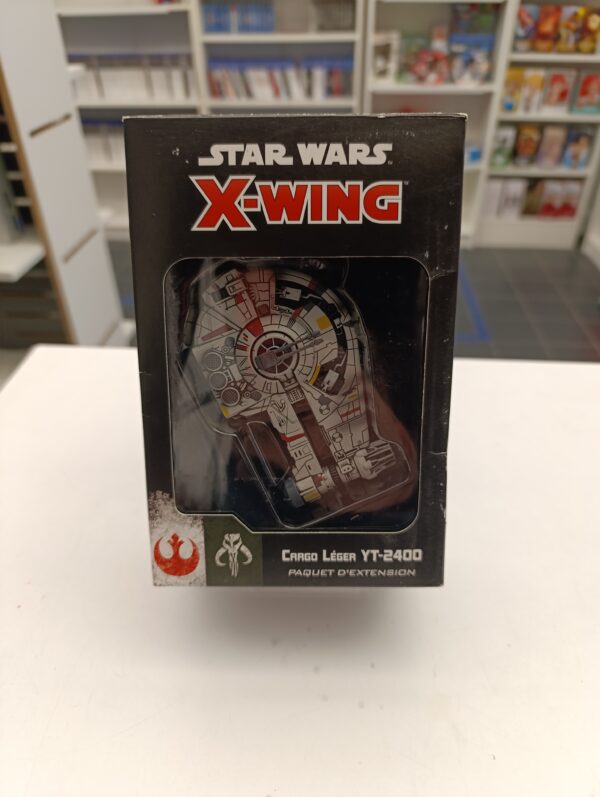 STAR WARS
X-WING
CARGO LÉGER YT-2400
PAQUET D'EXTENSION